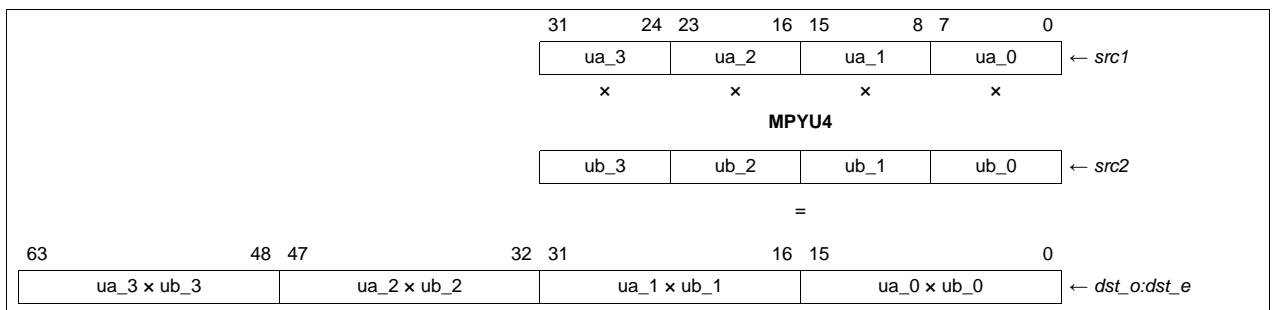 31 24 23 16 15 8 7 0
ua_3 ua_2 ua_1 ua_0 ← src1
× × × ×
MPYU4
ub_3 ub_2 ub_1 ub_0 ← src2
=
63 48 47 32 31 16 15 0
ua_3 × ub_3 ua_2 × ub_2 ua_1 × ub_1 ua_0 × ub_0 ← dst_o:dst_e